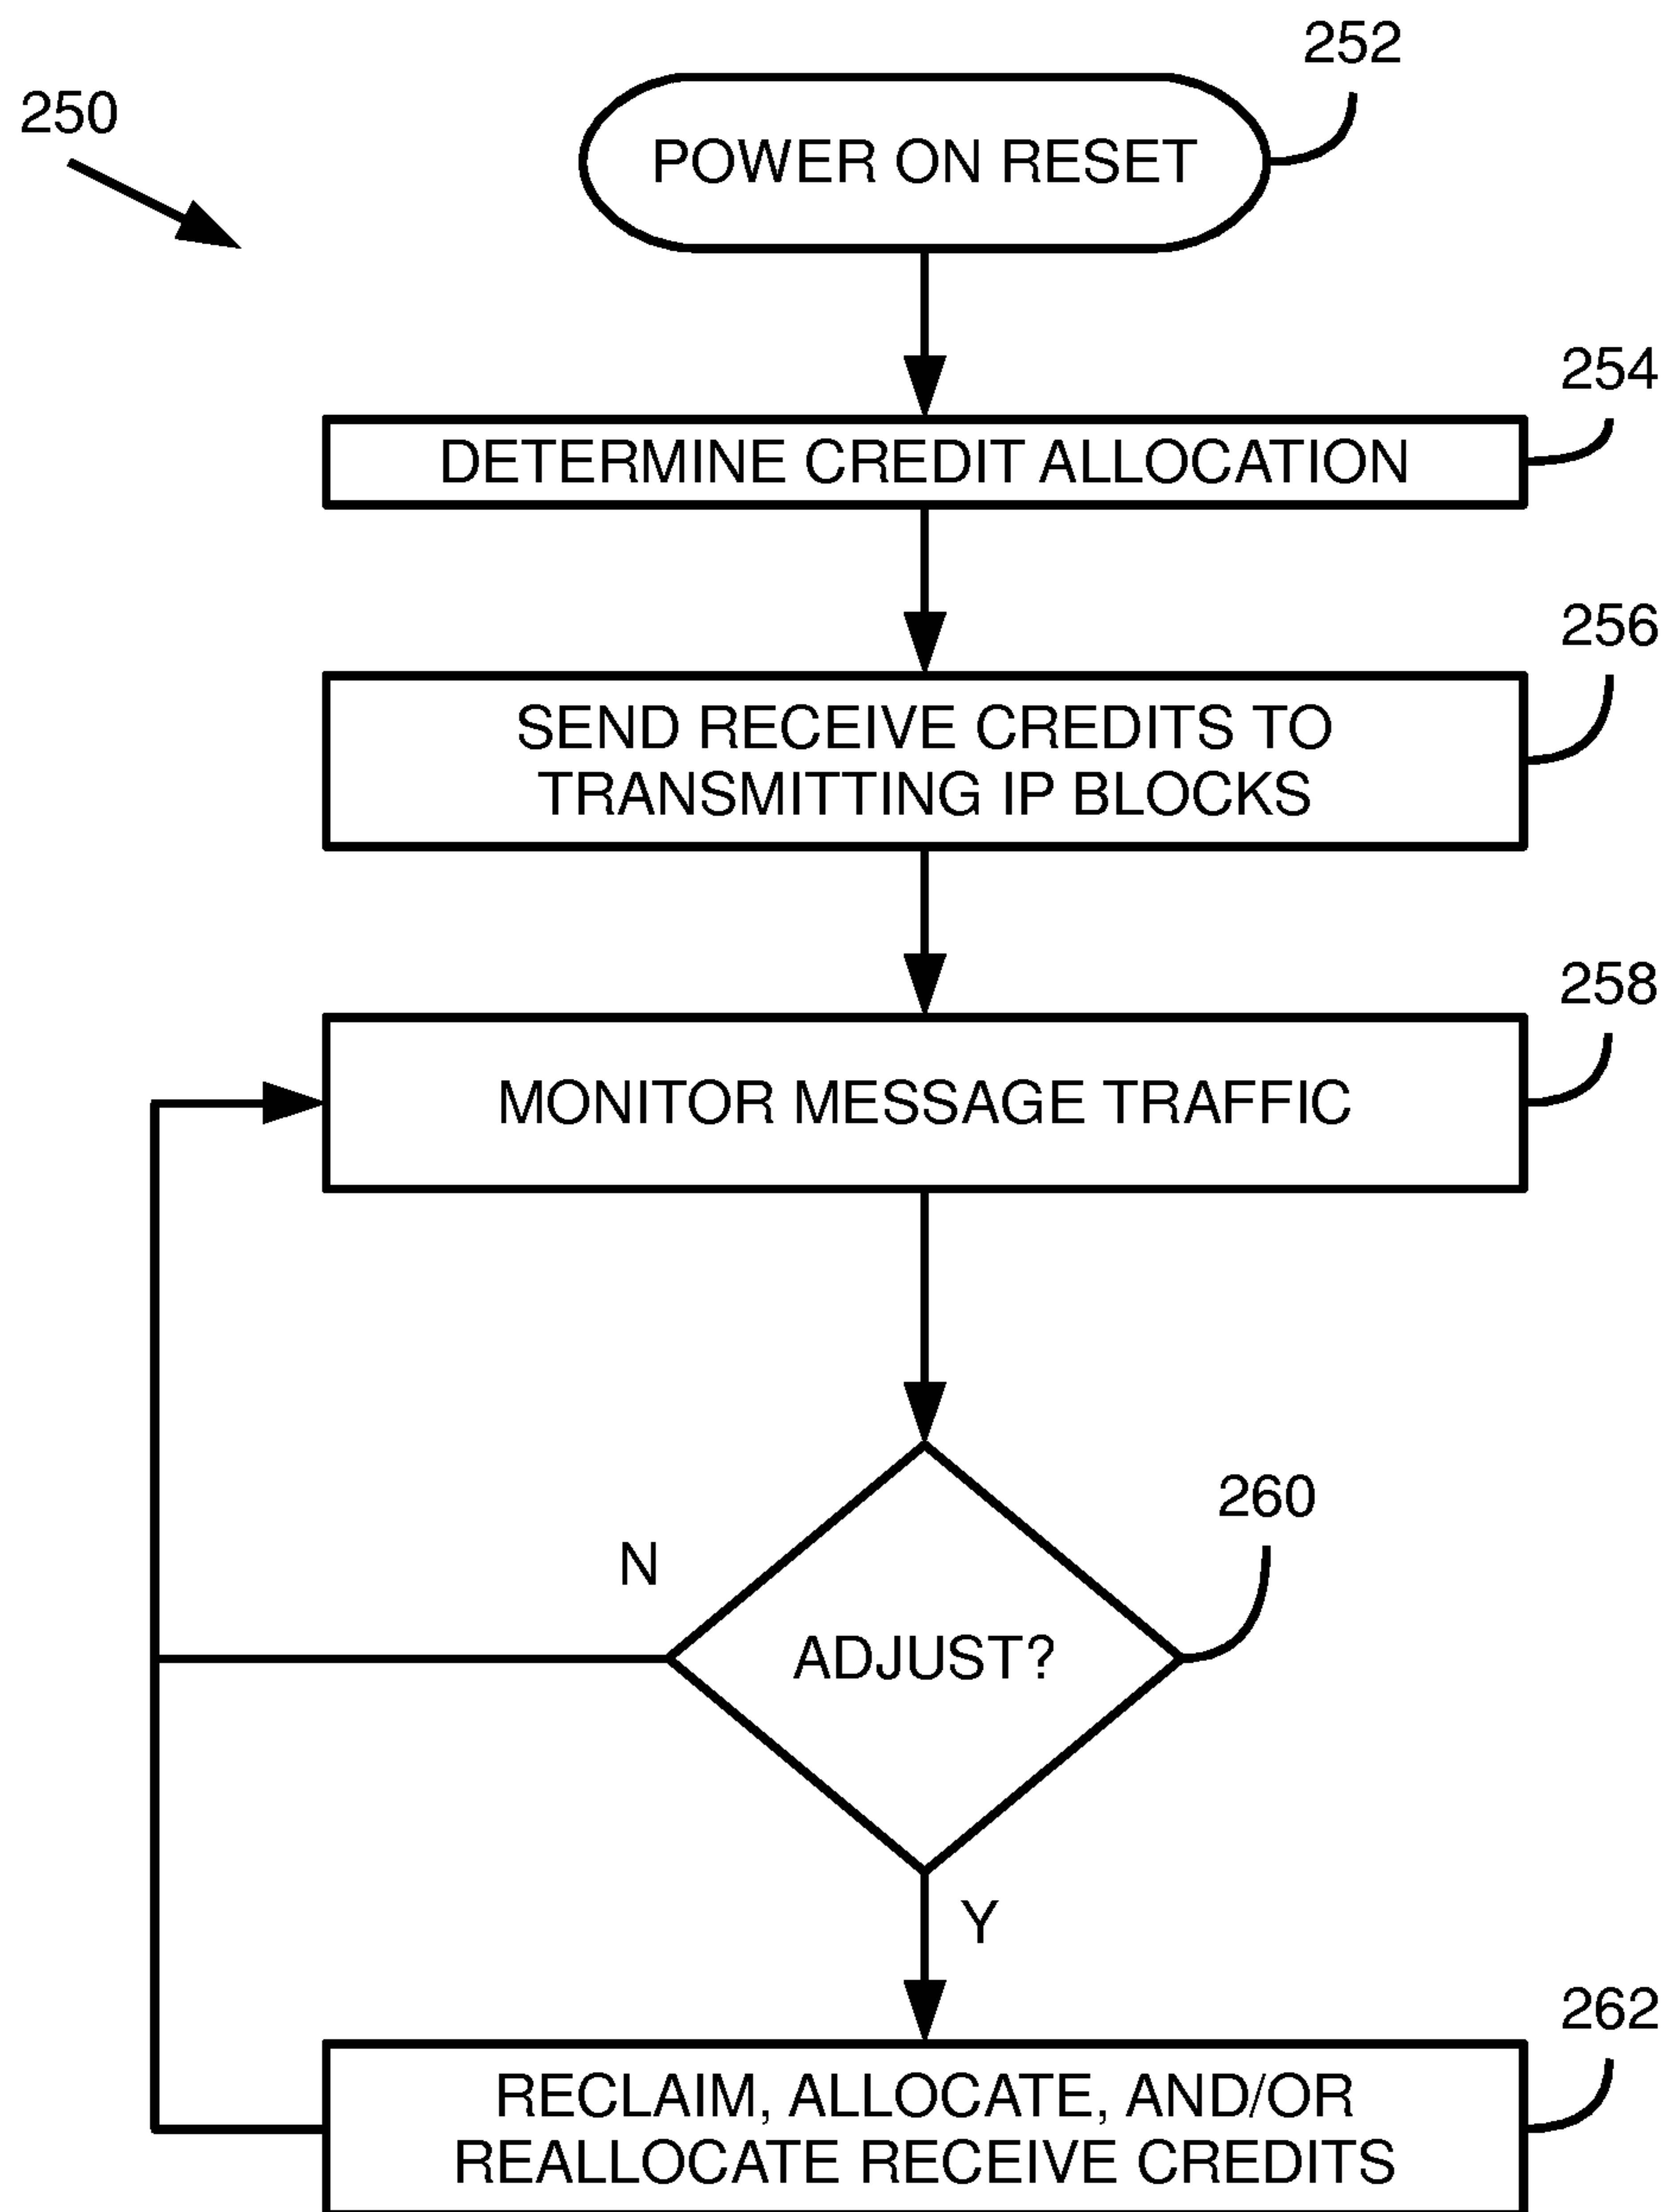 250
252
POWER ON RESET
254
DETERMINE CREDIT ALLOCATION
256
SEND RECEIVE CREDITS TO
TRANSMITTING IP BLOCKS
258
MONITOR MESSAGE TRAFFIC
260
N
ADJUST?
Y
262
RECLAIM, ALLOCATE, AND/OR
REALLOCATE RECEIVE CREDITS